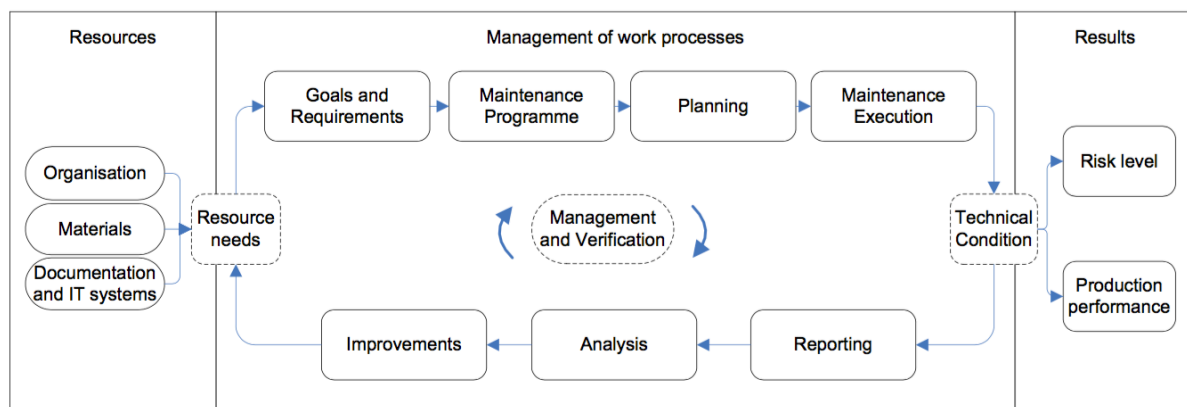 Resources
Management of work processes
Results
Goals and
Requirements
Maintenance
Programme
Planning
Maintenance
Execution
Organisation
Materials
Documentation
and IT systems
Resource
needs
Management
and Verification
Technical
Condition
Risk level
Production
performance
Improvements
Analysis
Reporting